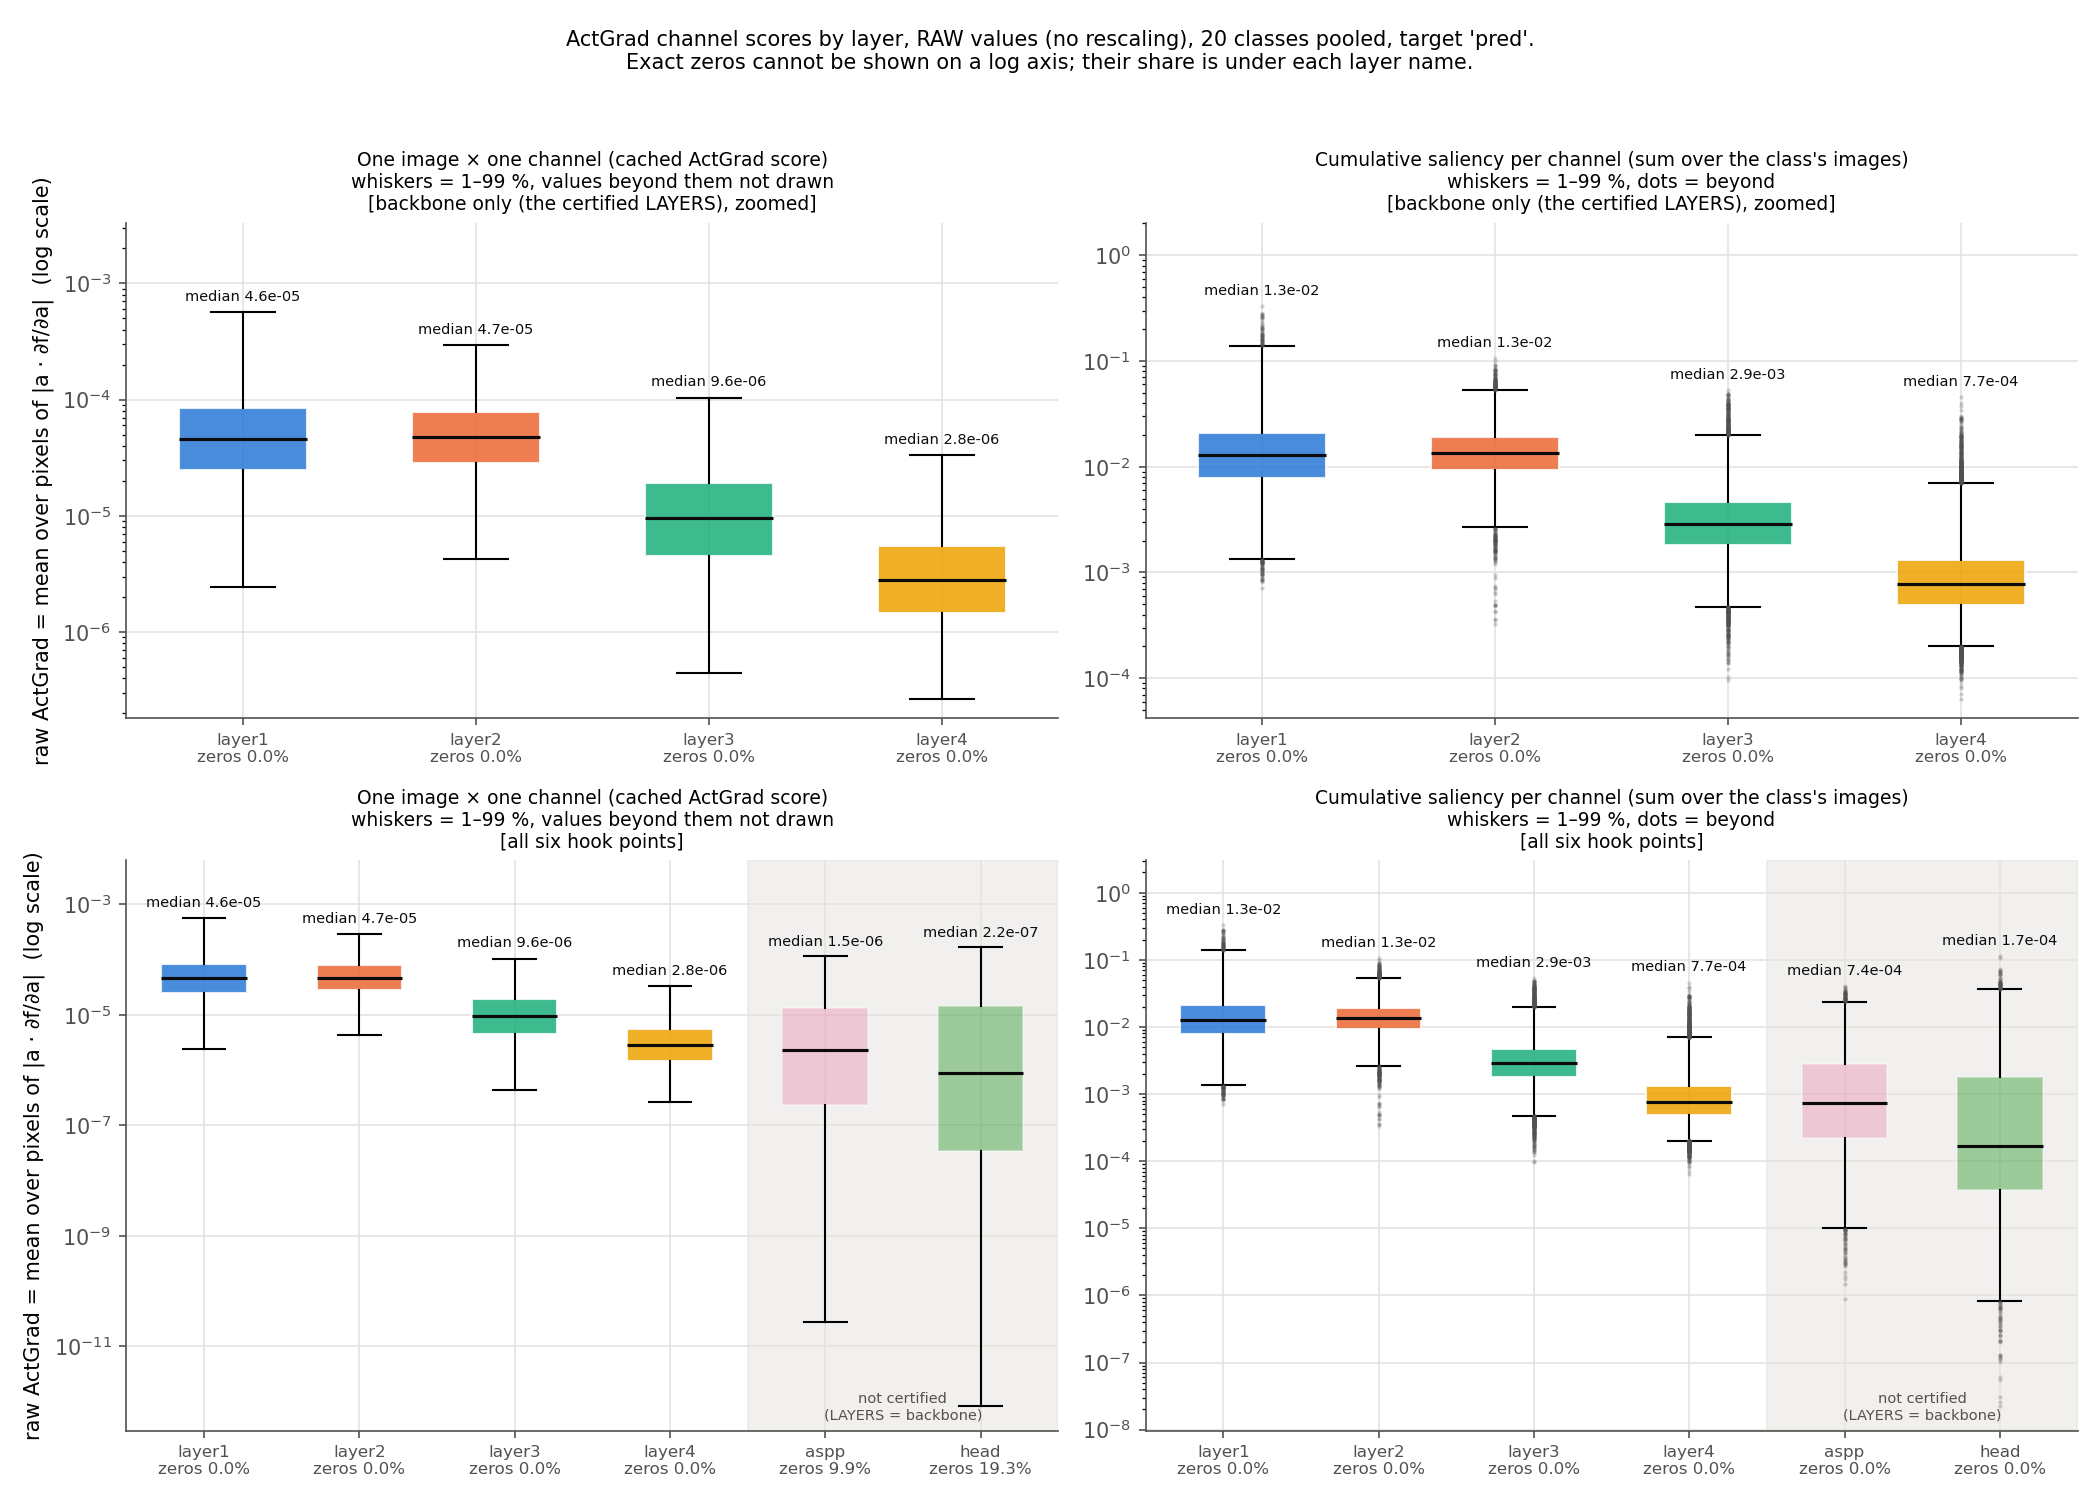 ActGrad channel scores by layer, RAW values (no rescaling), 20 classes pooled, target 'pred'.
Exact zeros cannot be shown on a log axis; their share is under each layer name.
One image × one channel (cached ActGrad score)
whiskers = 1–99 %, values beyond them not drawn
[backbone only (the certified LAYERS), zoomed]
raw ActGrad = mean over pixels of |a · ∂f/∂a|  (log scale)
10⁻³
10⁻⁴
10⁻⁵
10⁻⁶
median 4.6e-05
median 4.7e-05
median 9.6e-06
median 2.8e-06
layer1
zeros 0.0%
layer2
zeros 0.0%
layer3
zeros 0.0%
layer4
zeros 0.0%
Cumulative saliency per channel (sum over the class's images)
whiskers = 1–99 %, dots = beyond
[backbone only (the certified LAYERS), zoomed]
10⁰
10⁻¹
10⁻²
10⁻³
10⁻⁴
median 1.3e-02
median 1.3e-02
median 2.9e-03
median 7.7e-04
layer1
zeros 0.0%
layer2
zeros 0.0%
layer3
zeros 0.0%
layer4
zeros 0.0%
One image × one channel (cached ActGrad score)
whiskers = 1–99 %, values beyond them not drawn
[all six hook points]
raw ActGrad = mean over pixels of |a · ∂f/∂a|  (log scale)
10⁻³
10⁻⁵
10⁻⁷
10⁻⁹
10⁻¹¹
median 4.6e-05
median 4.7e-05
median 9.6e-06
median 2.8e-06
median 1.5e-06
median 2.2e-07
not certified
(LAYERS = backbone)
layer1
zeros 0.0%
layer2
zeros 0.0%
layer3
zeros 0.0%
layer4
zeros 0.0%
aspp
zeros 9.9%
head
zeros 19.3%
Cumulative saliency per channel (sum over the class's images)
whiskers = 1–99 %, dots = beyond
[all six hook points]
10⁰
10⁻¹
10⁻²
10⁻³
10⁻⁴
10⁻⁵
10⁻⁶
10⁻⁷
10⁻⁸
median 1.3e-02
median 1.3e-02
median 2.9e-03
median 7.7e-04
median 7.4e-04
median 1.7e-04
not certified
(LAYERS = backbone)
layer1
zeros 0.0%
layer2
zeros 0.0%
layer3
zeros 0.0%
layer4
zeros 0.0%
aspp
zeros 0.0%
head
zeros 0.0%